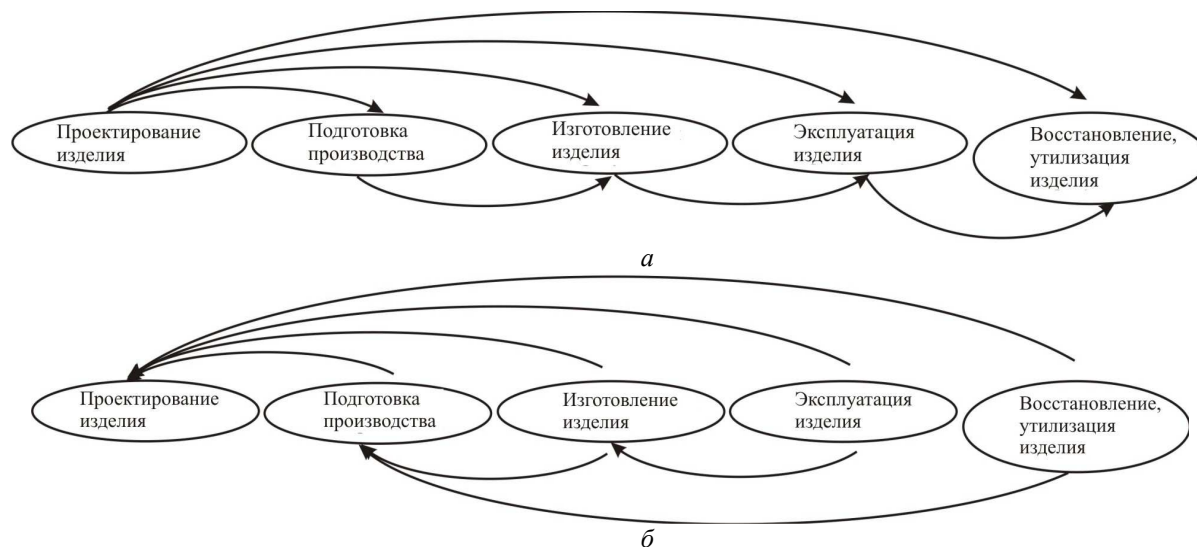 Проектирование
изделия
Подготовка
производства
Изготовление
изделия
Эксплуатация
изделия
Восстановление,
утилизация
изделия
а
Проектирование
изделия
Подготовка
производства
Изготовление
изделия
Эксплуатация
изделия
Восстановление,
утилизация
изделия
б